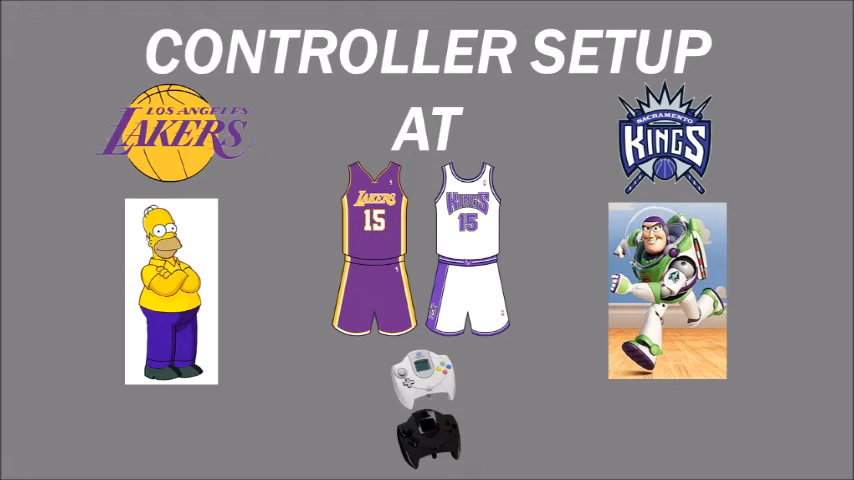 CONTROLLER SETUP
AT
LOS ANGELES
LAKERS
SACRAMENTO
KINGS
LAKERS
15
KINGS
15